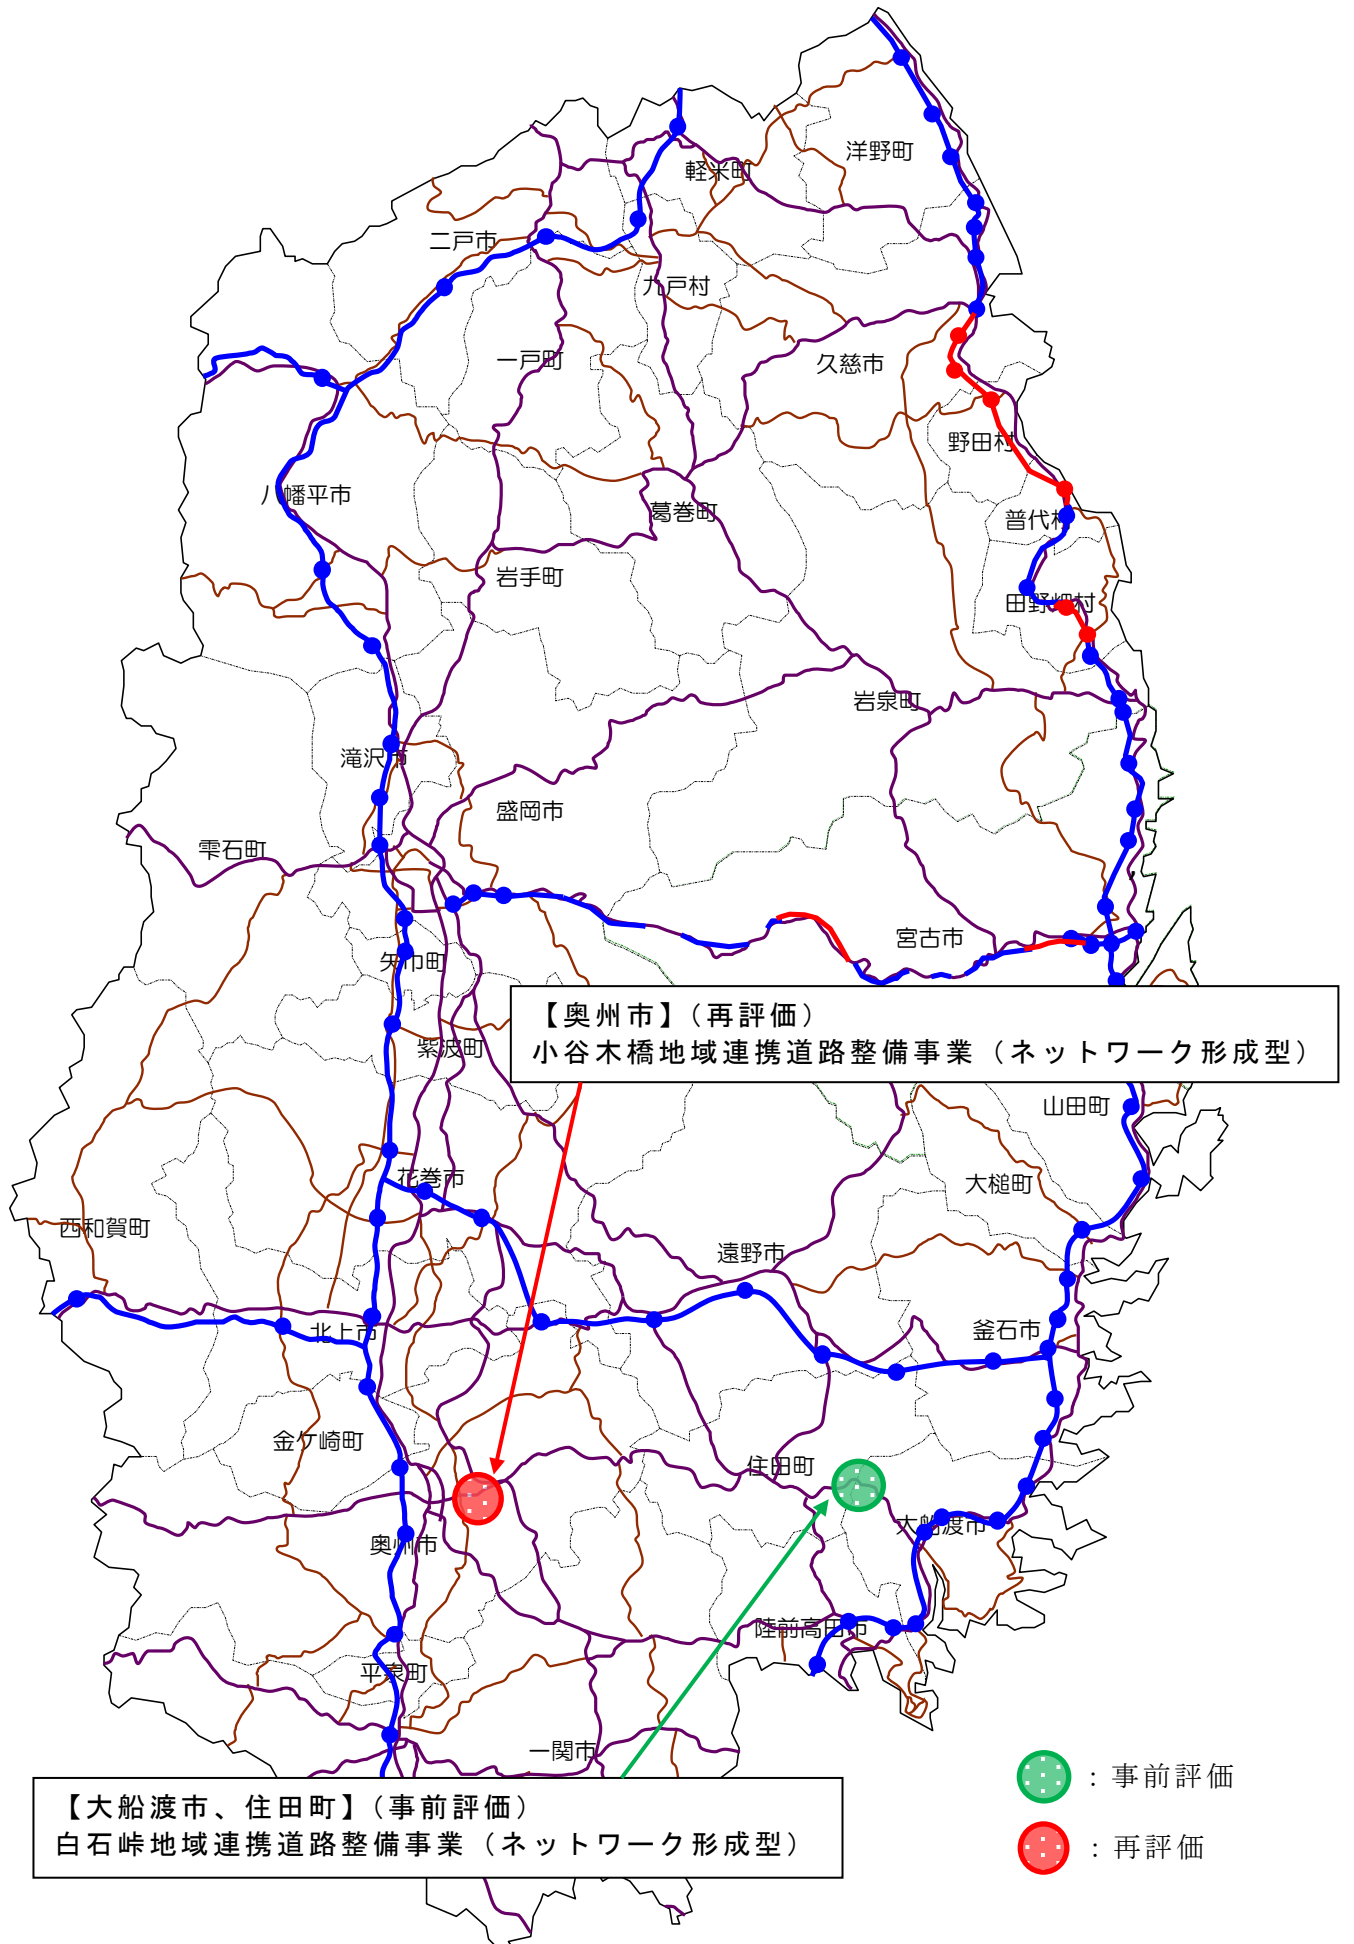 洋野町
軽米町
二戸市
九戸村
一戸町
久慈市
野田村
八幡平市
葛巻町
普代村
岩手町
田野畑村
岩泉町
滝沢市
盛岡市
雫石町
宮古市
矢巾町
【奥州市】（再評価）
小谷木橋地域連携道路整備事業（ネットワーク形成型）
紫波町
山田町
花巻市
大槌町
西和賀町
遠野市
北上市
釜石市
金ケ崎町
住田町
大船渡市
奥州市
陸前高田市
平泉町
一関市
：事前評価
【大船渡市、住田町】（事前評価）
白石峠地域連携道路整備事業（ネットワーク形成型）
：再評価